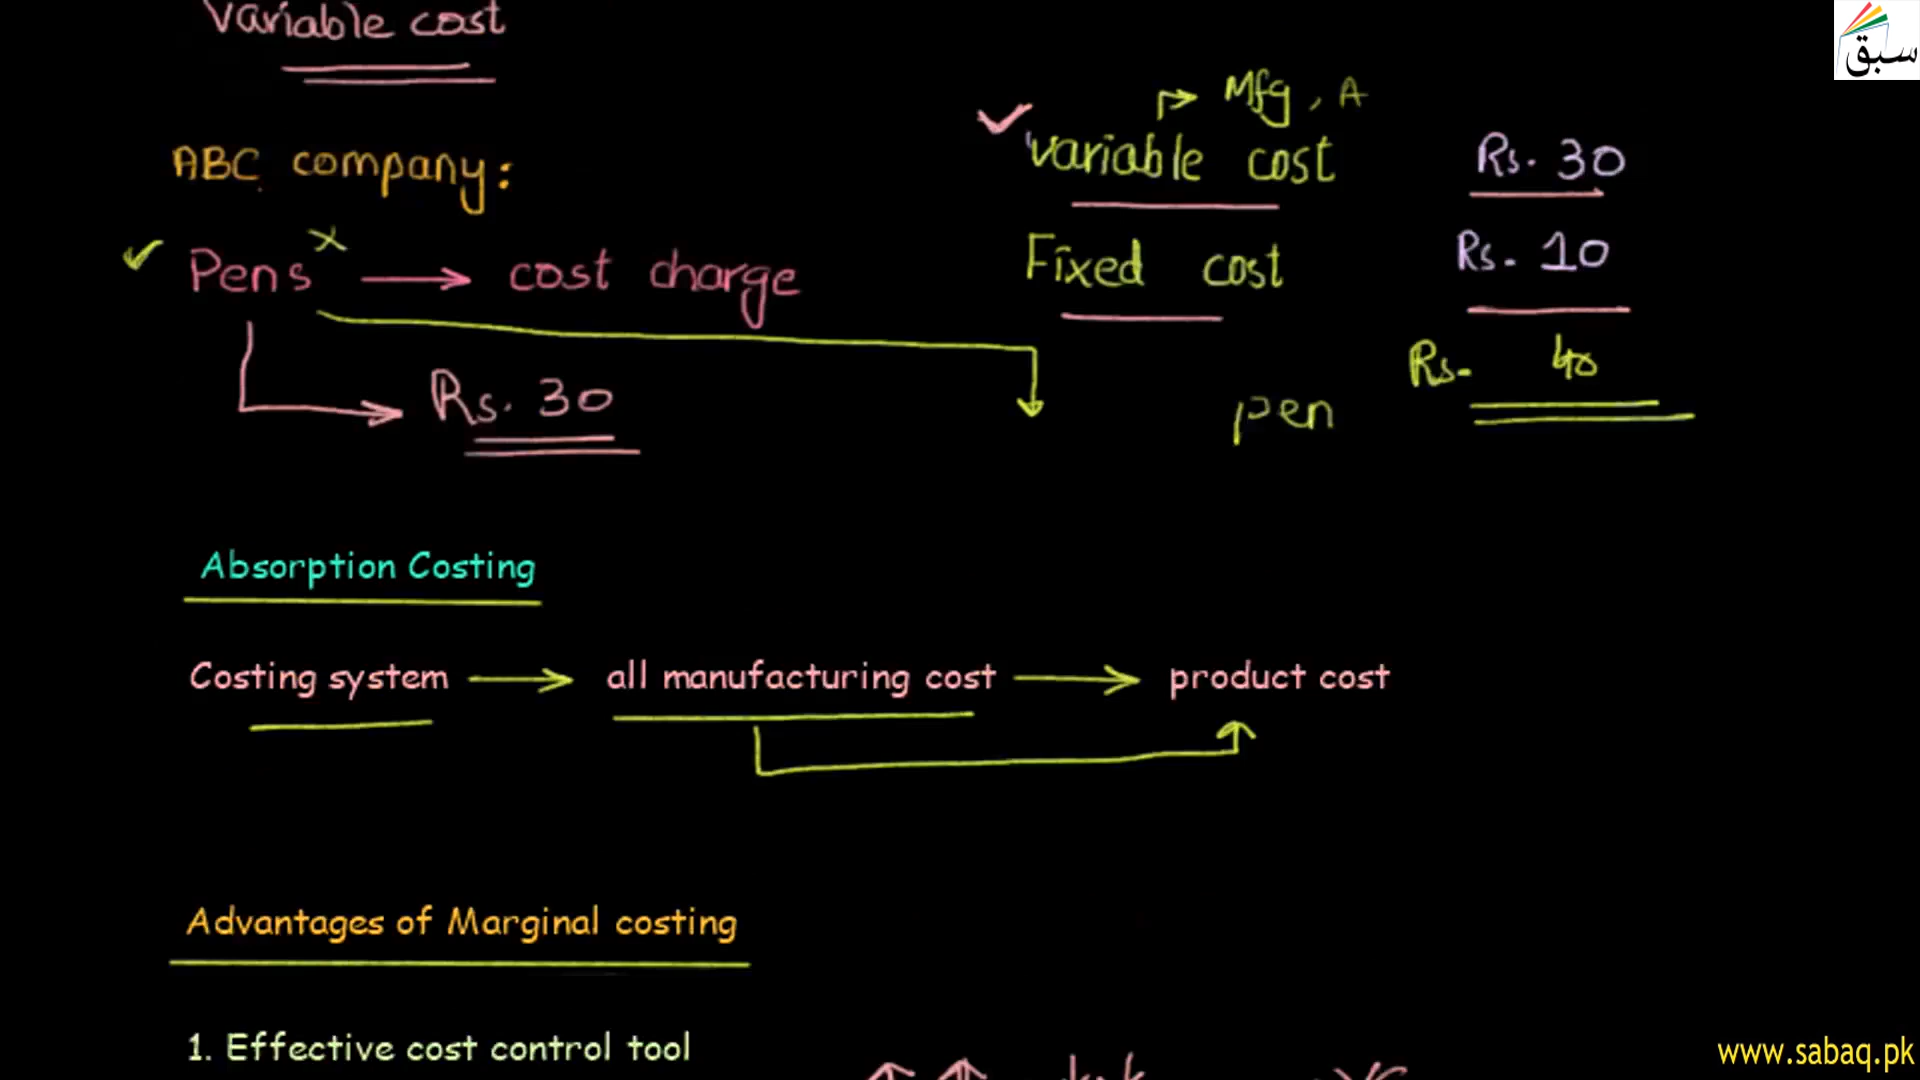 Variable cost
سبق
Mfg, A
ABC company:
variable cost Rs. 30
Pens x → cost charge
Fixed cost Rs. 10
Rs. 40
Rs. 30
pen
Absorption Costing
Costing system → all manufacturing cost → product cost
Advantages of Marginal costing
1. Effective cost control tool
www.sabaq.pk